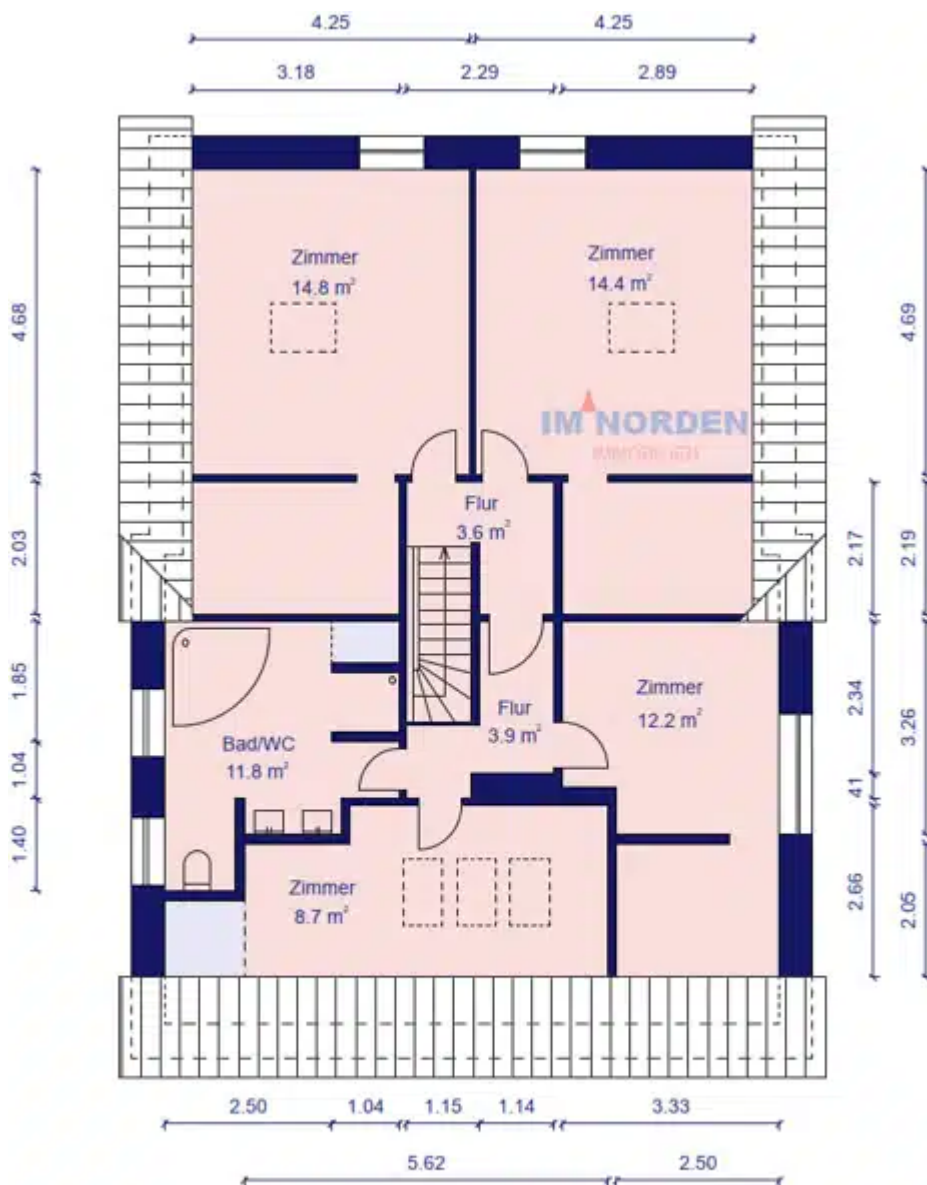 4.25 4.25
3.18 2.29 2.89
Zimmer
14.8 m²
Zimmer
14.4 m²
4.68
4.69
IM NORDEN
IMMOBILIEN
Flur
3.6 m²
2.03
2.17
2.19
1.85
1.04
1.40
Bad/WC
11.8 m²
Flur
3.9 m²
Zimmer
12.2 m²
2.34
41
2.66
3.26
2.05
Zimmer
8.7 m²
2.50 1.04 1.15 1.14 3.33
5.62 2.50